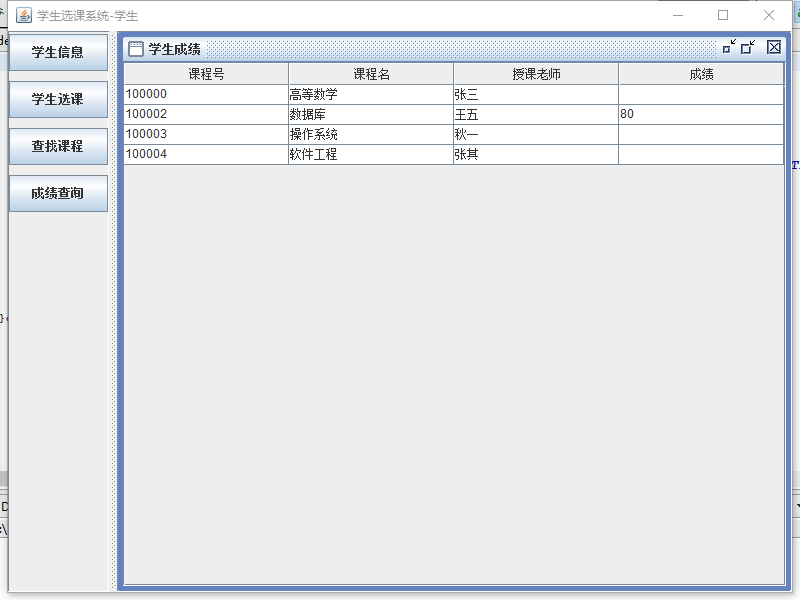 学生选课系统-学生
学生信息
学生选课
查找课程
成绩查询
学生成绩
课程号 课程名 授课老师 成绩
100000 高等数学 张三
100002 数据库 王五 80
100003 操作系统 秋一
100004 软件工程 张其